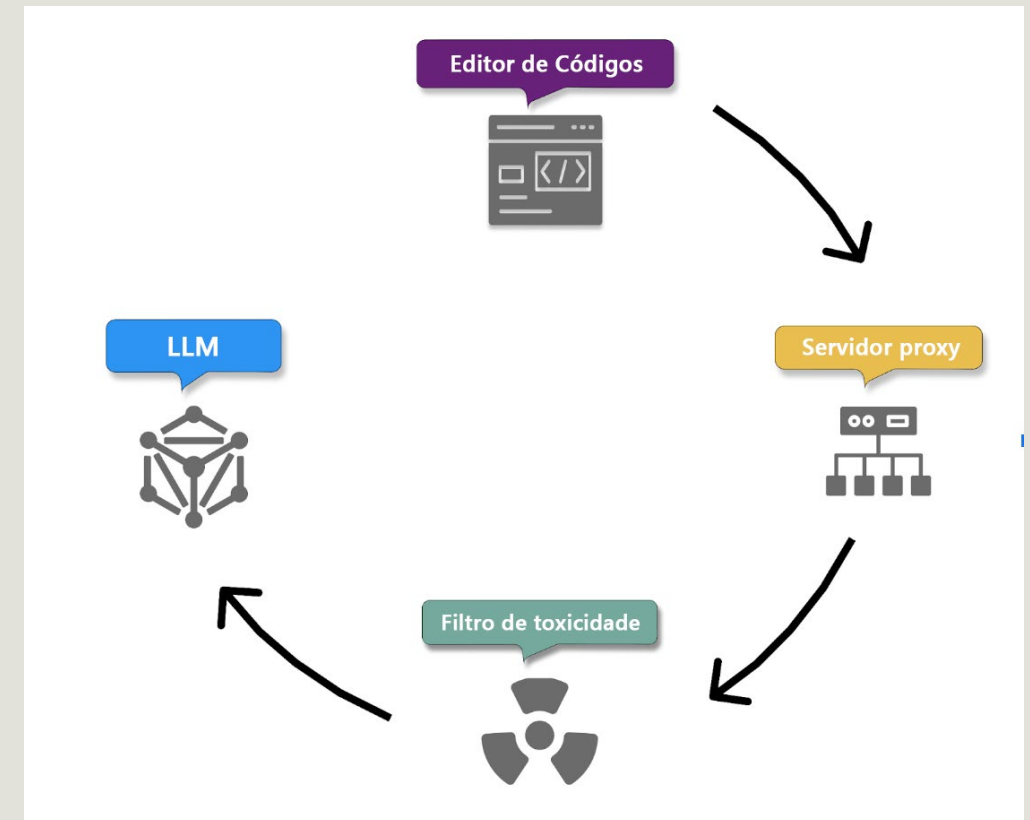 Editor de Códigos
</>
LLM
Servidor proxy
Filtro de toxicidade